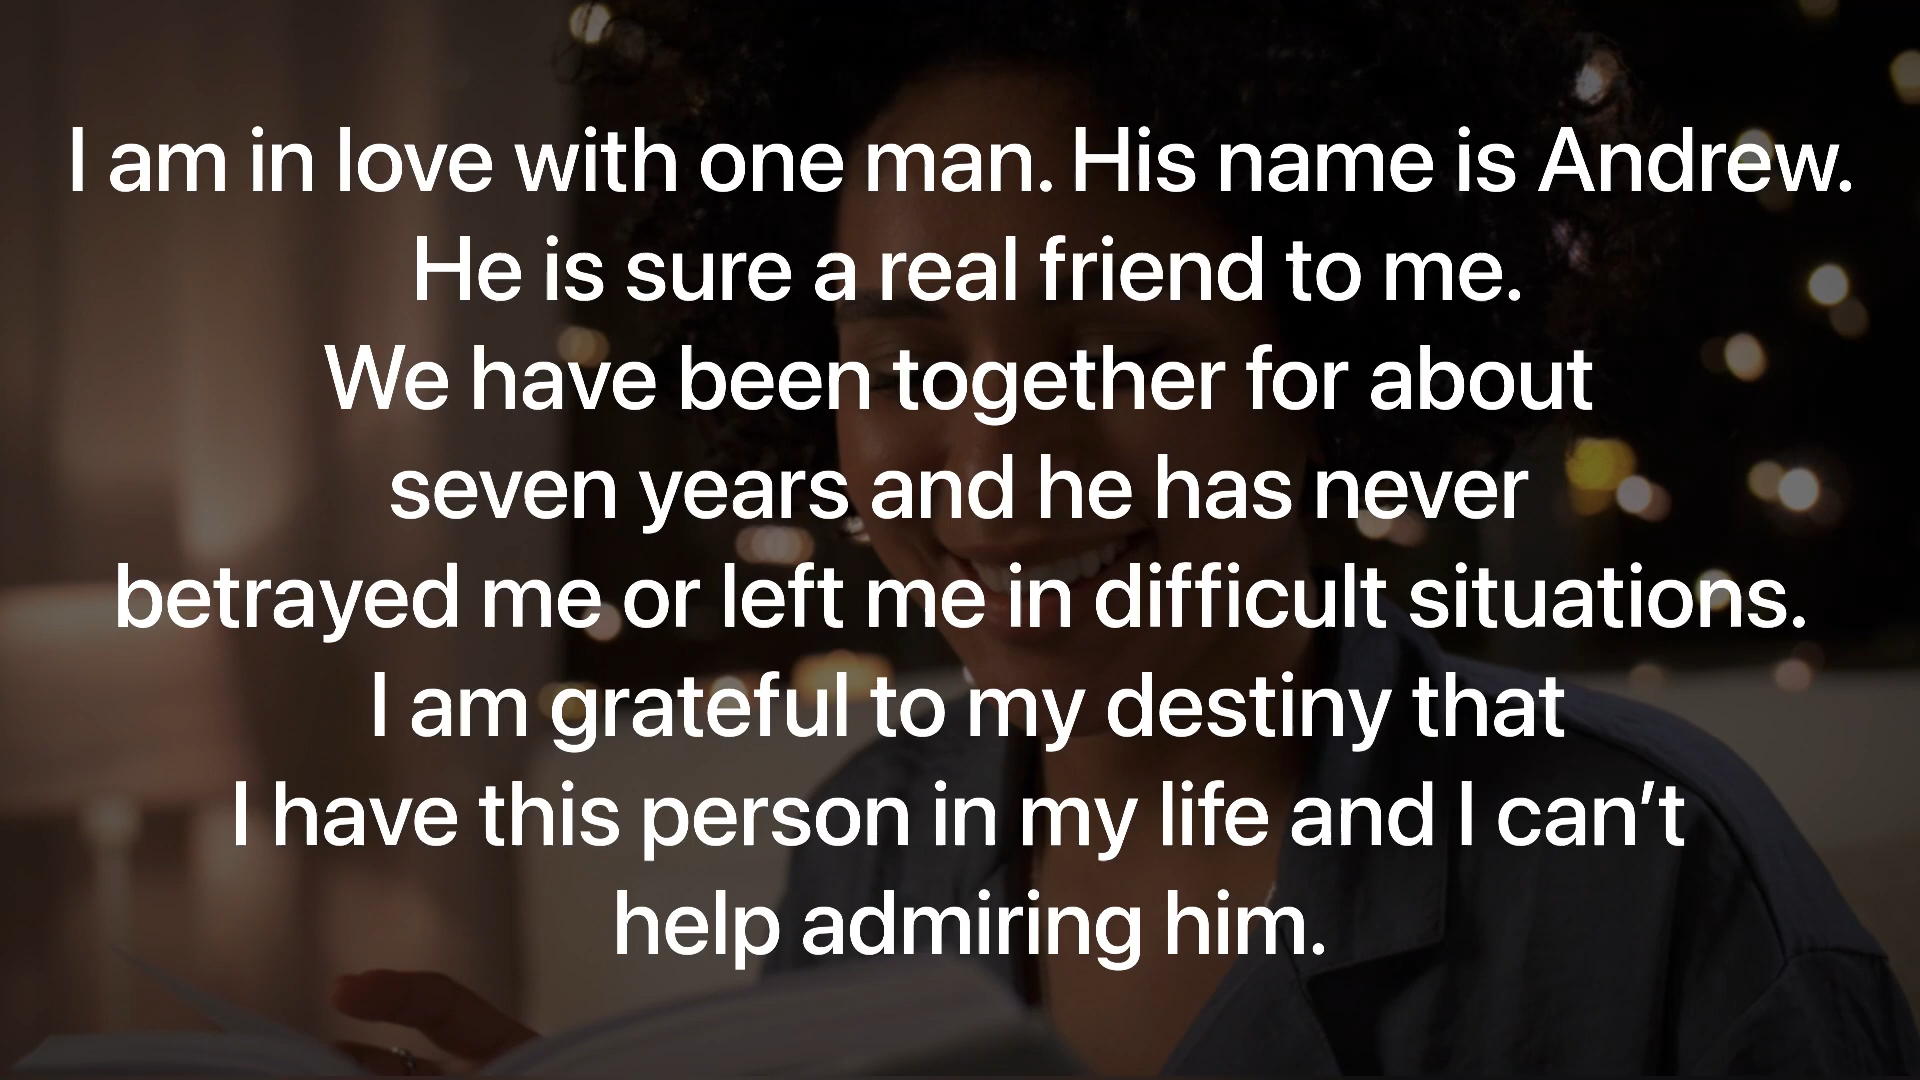 I am in love with one man. His name is Andrew.
He is sure a real friend to me.
We have been together for about
seven years and he has never
betrayed me or left me in difficult situations.
I am grateful to my destiny that
I have this person in my life and I can’t
help admiring him.